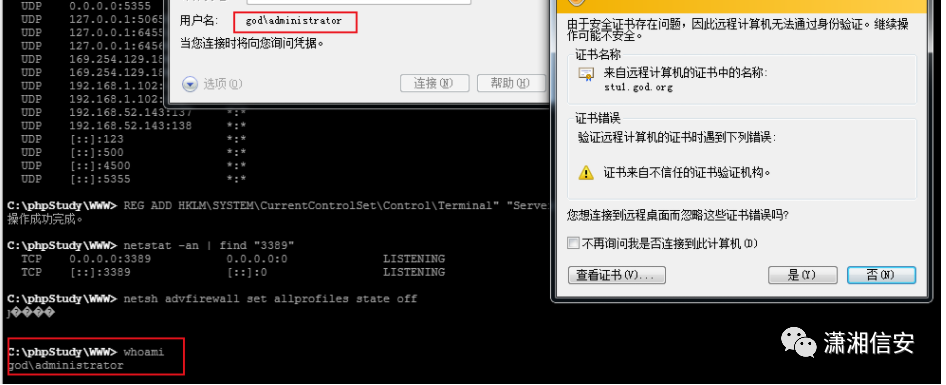 UDP 0.0.0.0:5355
UDP 127.0.0.1:5065
UDP 127.0.0.1:6455
UDP 127.0.0.1:6456
UDP 169.254.129.18
UDP 169.254.129.18
UDP 192.168.1.102:
UDP 192.168.1.102:
UDP 192.168.52.143:137 *:*
UDP 192.168.52.143:138 *:*
UDP [::]:123 *:*
UDP [::]:500 *:*
UDP [::]:4500 *:*
UDP [::]:5355 *:*
C:\phpStudy\WWW> REG ADD HKLM\SYSTEM\CurrentControlSet\Control\Terminal" "Serve
操作成功完成。
C:\phpStudy\WWW> netstat -an | find "3389"
TCP 0.0.0.0:3389 0.0.0.0:0 LISTENING
TCP [::]:3389 [::]:0 LISTENING
C:\phpStudy\WWW> netsh advfirewall set allprofiles state off
C:\phpStudy\WWW> whoami
god\administrator
用户名: god\administrator
当您连接时将向您询问凭据。
选项(O) 连接(N) 帮助(H)
由于安全证书存在问题，因此远程计算机无法通过身份验证。继续操
作可能不安全。
证书名称
来自远程计算机的证书中的名称:
stu1.god.org
证书错误
验证远程计算机的证书时遇到下列错误:
证书来自不信任的证书验证机构。
您想连接到远程桌面而忽略这些证书错误吗?
不再询问我是否连接到此计算机(D)
查看证书(V)... 是(Y) 否(N)
潇湘信安